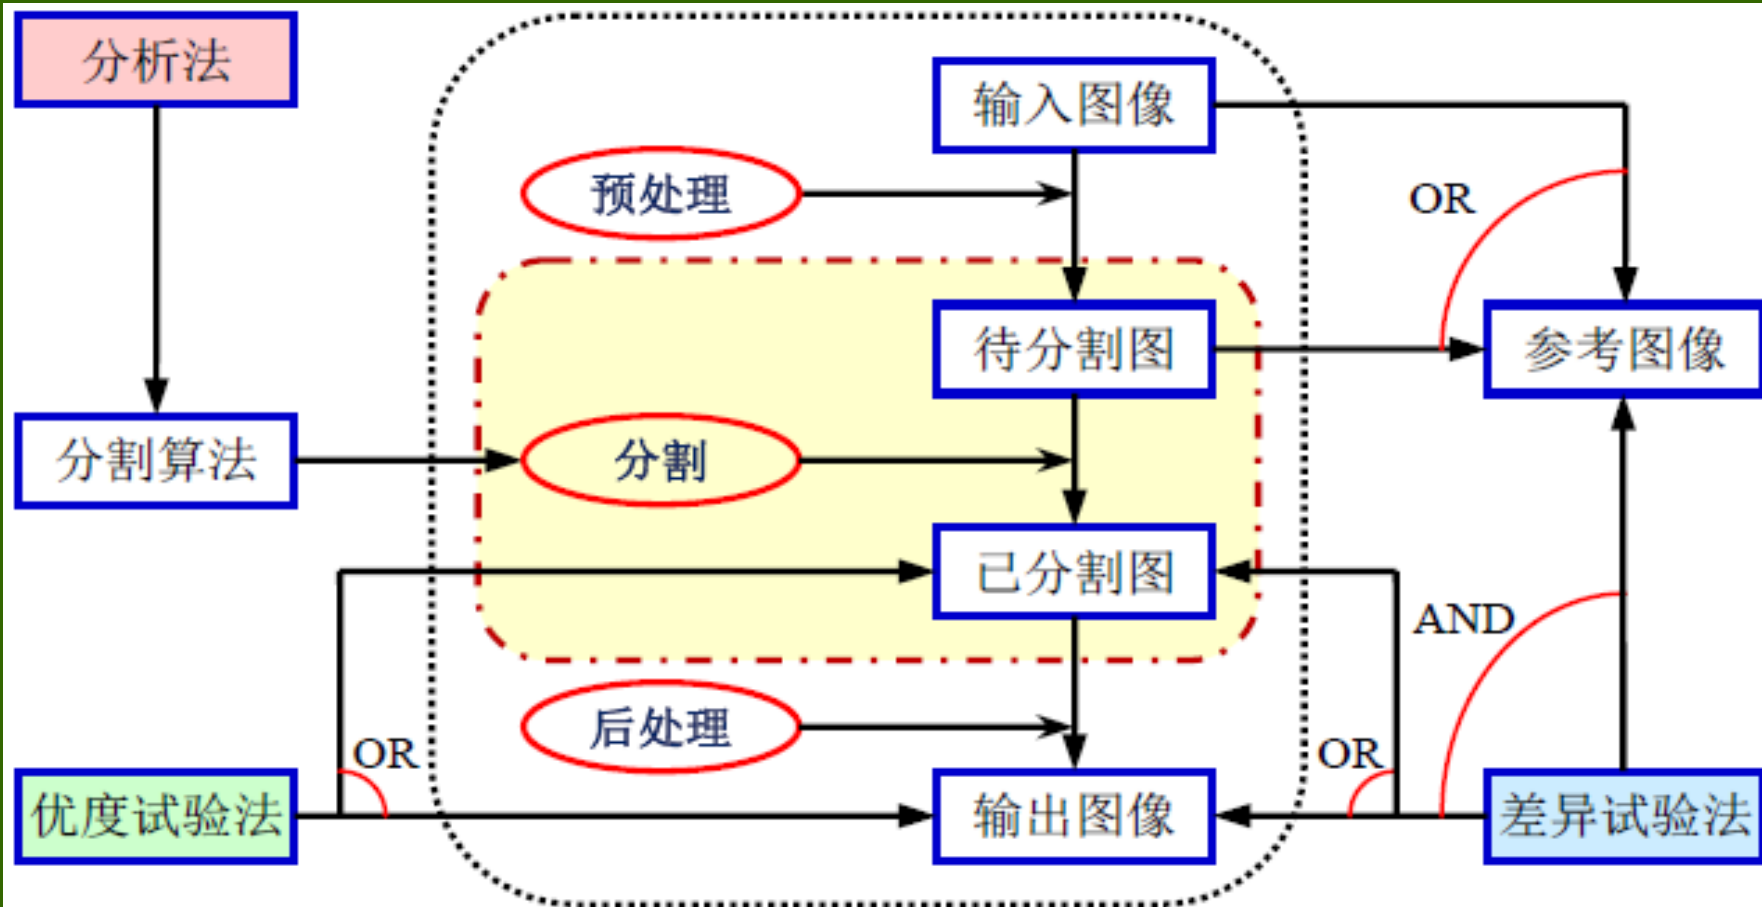 分析法
输入图像
预处理
OR
待分割图
参考图像
分割算法
分割
已分割图
AND
后处理
OR
OR
优度试验法
输出图像
差异试验法